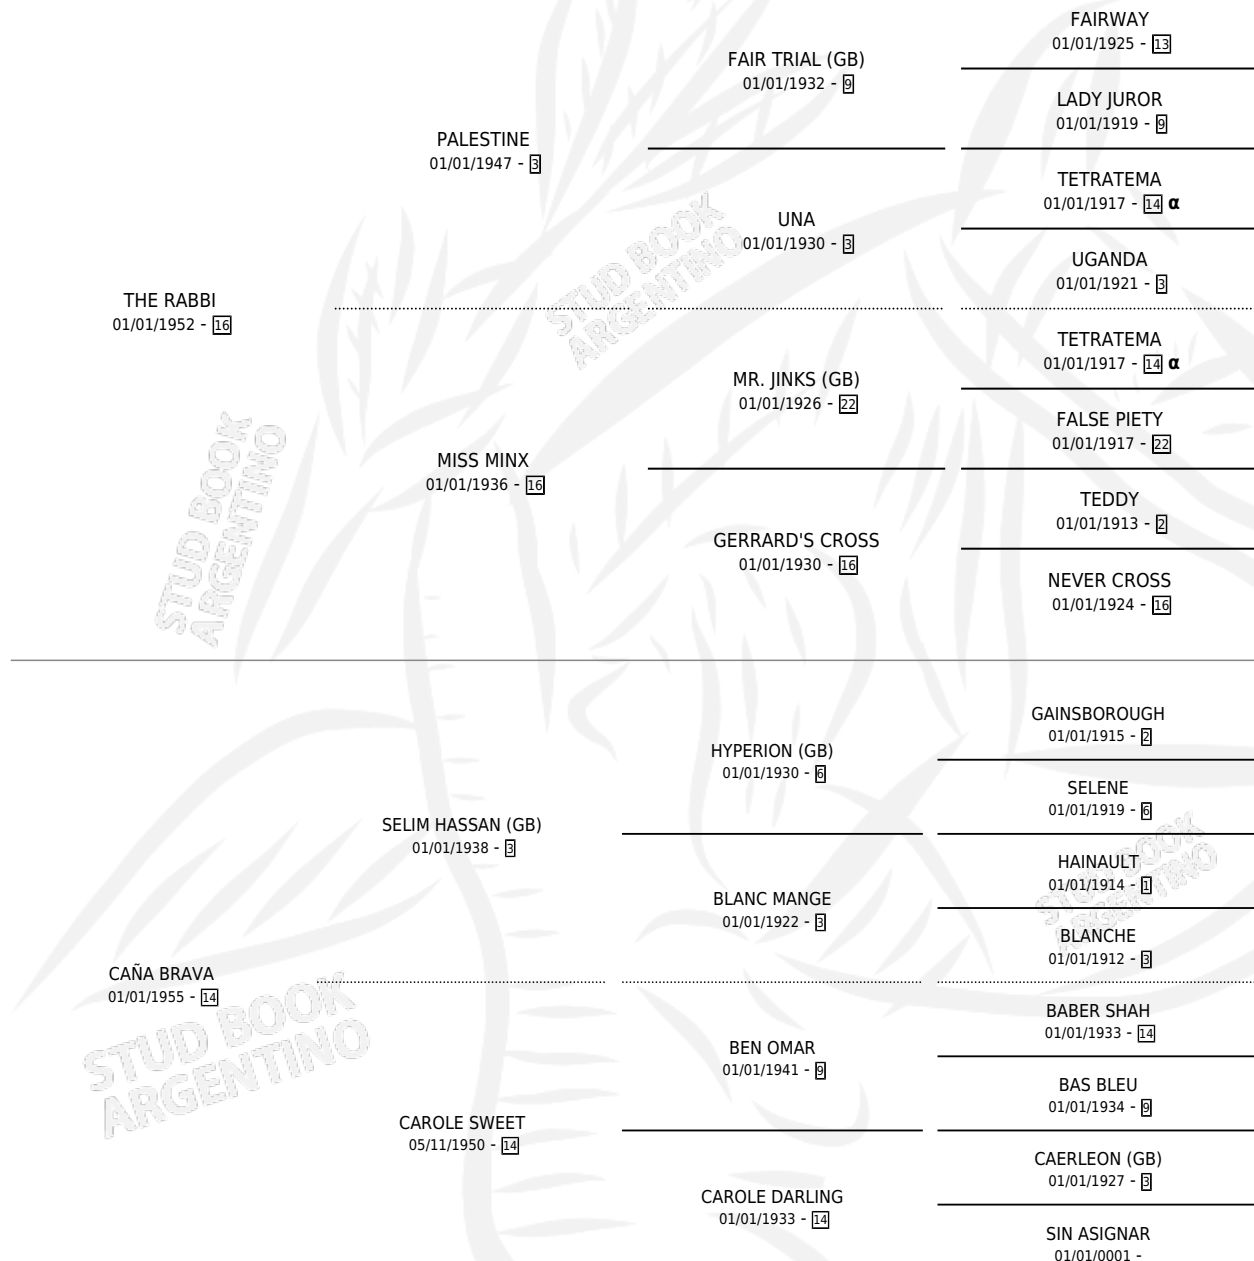 FAIRWAY
01/01/1925 - 13
FAIR TRIAL (GB)
01/01/1932 - 9
LADY JUROR
01/01/1919 - 9
PALESTINE
01/01/1947 - 3
TETRATEMA
01/01/1917 - 14 α
UNA
01/01/1930 - 3
UGANDA
01/01/1921 - 3
THE RABBI
01/01/1952 - 16
TETRATEMA
01/01/1917 - 14 α
MR. JINKS (GB)
01/01/1926 - 22
FALSE PIETY
01/01/1917 - 22
MISS MINX
01/01/1936 - 16
TEDDY
01/01/1913 - 2
GERRARD'S CROSS
01/01/1930 - 16
NEVER CROSS
01/01/1924 - 16
GAINSBOROUGH
01/01/1915 - 2
HYPERION (GB)
01/01/1930 - 6
SELENE
01/01/1919 - 6
SELIM HASSAN (GB)
01/01/1938 - 3
HAINAULT
01/01/1914 - 1
BLANC MANGE
01/01/1922 - 3
BLANCHE
01/01/1912 - 3
CAÑA BRAVA
01/01/1955 - 14
BABER SHAH
01/01/1933 - 14
BEN OMAR
01/01/1941 - 9
BAS BLEU
01/01/1934 - 9
CAROLE SWEET
05/11/1950 - 14
CAERLEON (GB)
01/01/1927 - 3
CAROLE DARLING
01/01/1933 - 14
SIN ASIGNAR
01/01/0001 -
STUD BOOK
ARGENTINO
STUD BOOK
ARGENTINO
STUD BOOK
ARGENTINO
STUD BOOK
ARGENTINO